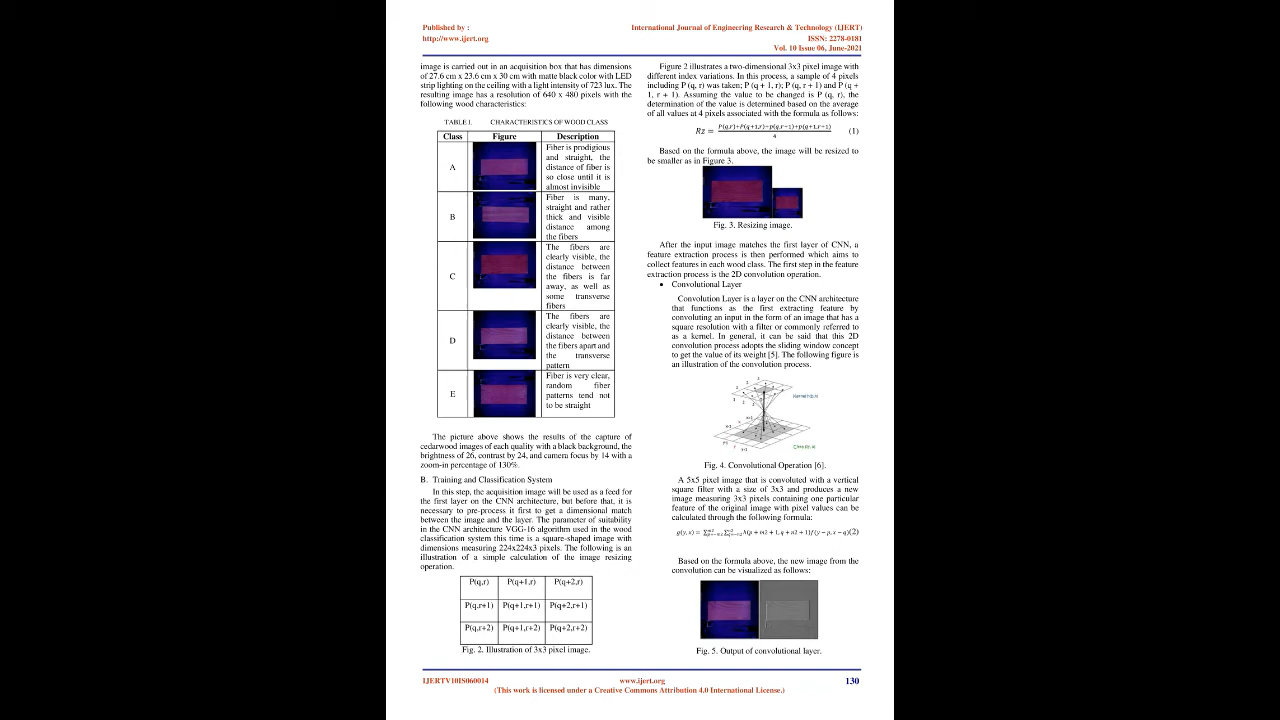 Published by :
http://www.ijert.org
International Journal of Engineering Research & Technology (IJERT)
ISSN: 2278-0181
Vol. 10 Issue 06, June-2021
image is carried out in an acquisition box that has dimensions
of 27.6 cm x 23.6 cm x 30 cm with matte black color with LED
strip lighting on the ceiling with a light intensity of 723 lux. The
resulting image has a resolution of 640 x 480 pixels with the
following wood characteristics:
TABLE I. CHARACTERISTICS OF WOOD CLASS
Class Figure Description
A
Fiber is prodigious
and straight, the
distance of fiber is
so close until it is
almost invisible
B
Fiber is many,
straight and rather
thick and visible
distance among
the fibers
C
The fibers are
clearly visible, the
distance between
the fibers is far
away, as well as
some transverse
fibers
D
The fibers are
clearly visible, the
distance between
the fibers apart and
the transverse
pattern
E
Fiber is very clear,
random fiber
patterns tend not
to be straight
The picture above shows the results of the capture of
cedarwood images of each quality with a black background, the
brightness of 26, contrast by 24, and camera focus by 14 with a
zoom-in percentage of 130%.
B. Training and Classification System
In this step, the acquisition image will be used as a feed for
the first layer on the CNN architecture, but before that, it is
necessary to pre-process it first to get a dimensional match
between the image and the layer. The parameter of suitability
in the CNN architecture VGG-16 algorithm used in the wood
classification system this time is a square-shaped image with
dimensions measuring 224x224x3 pixels. The following is an
illustration of a simple calculation of the image resizing
operation.
P(q,r) P(q+1,r) P(q+2,r)
P(q,r+1) P(q+1,r+1) P(q+2,r+1)
P(q,r+2) P(q+1,r+2) P(q+2,r+2)
Fig. 2. Illustration of 3x3 pixel image.
Figure 2 illustrates a two-dimensional 3x3 pixel image with
different index variations. In this process, a sample of 4 pixels
including P (q, r) was taken; P (q + 1, r); P (q, r + 1) and P (q +
1, r + 1). Assuming the value to be changed is P (q, r), the
determination of the value is determined based on the average
of all values at 4 pixels associated with the formula as follows:
Rz = P(q,r)+P(q+1,r)+p(q,r+1)+p(q+1,r+1) / 4 (1)
Based on the formula above, the image will be resized to
be smaller as in Figure 3.
Fig. 3. Resizing image.
After the input image matches the first layer of CNN, a
feature extraction process is then performed which aims to
collect features in each wood class. The first step in the feature
extraction process is the 2D convolution operation.
• Convolutional Layer
Convolution Layer is a layer on the CNN architecture
that functions as the first extracting feature by
convoluting an input in the form of an image that has a
square resolution with a filter or commonly referred to
as a kernel. In general, it can be said that this 2D
convolution process adopts the sliding window concept
to get the value of its weight [5]. The following figure is
an illustration of the convolution process.
Fig. 4. Convolutional Operation [6].
A 5x5 pixel image that is convoluted with a vertical
square filter with a size of 3x3 and produces a new
image measuring 3x3 pixels containing one particular
feature of the original image with pixel values can be
calculated through the following formula:
g(y, x) = h(p + m2 + 1, q + n2 + 1)f(y − p, x − q)(2)
Based on the formula above, the new image from the
convolution can be visualized as follows:
Fig. 5. Output of convolutional layer.
IJERTV10IS060014
www.ijert.org
130
(This work is licensed under a Creative Commons Attribution 4.0 International License.)